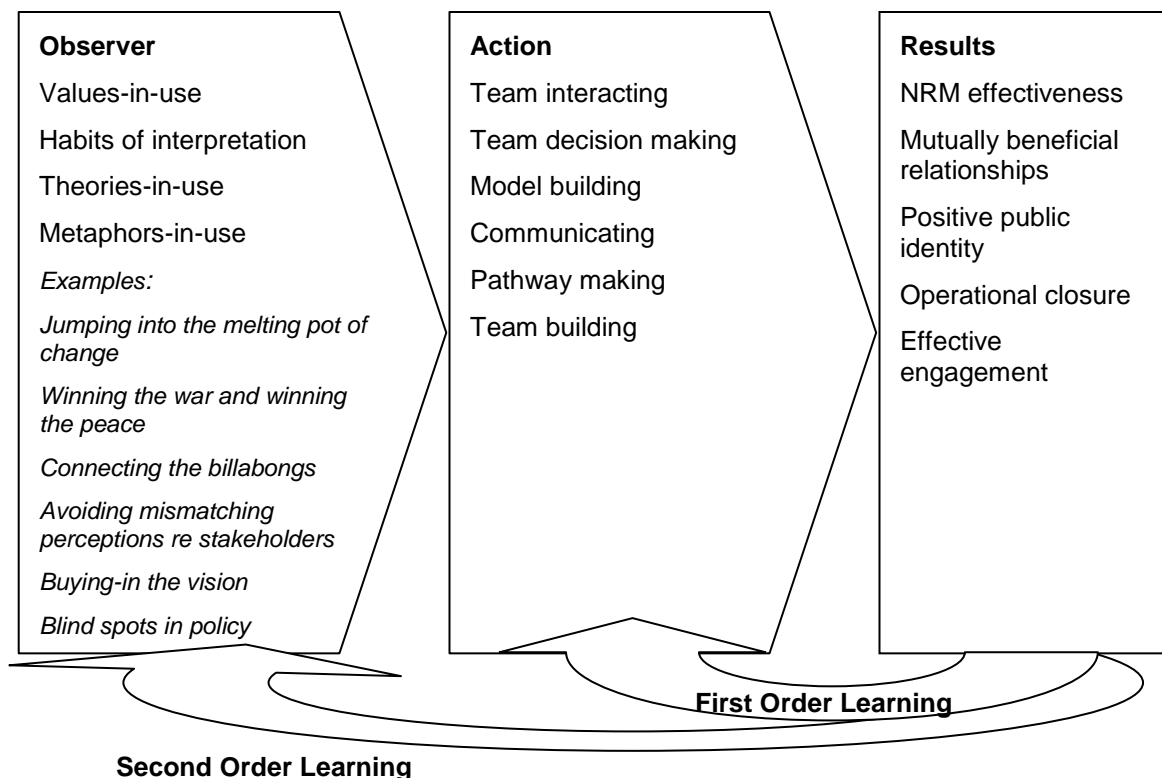 Observer
Values-in-use
Habits of interpretation
Theories-in-use
Metaphors-in-use
Examples:
Jumping into the melting pot of
change
Winning the war and winning
the peace
Connecting the billabongs
Avoiding mismatching
perceptions re stakeholders
Buying-in the vision
Blind spots in policy
Action
Team interacting
Team decision making
Model building
Communicating
Pathway making
Team building
Results
NRM effectiveness
Mutually beneficial
relationships
Positive public
identity
Operational closure
Effective
engagement
First Order Learning
Second Order Learning